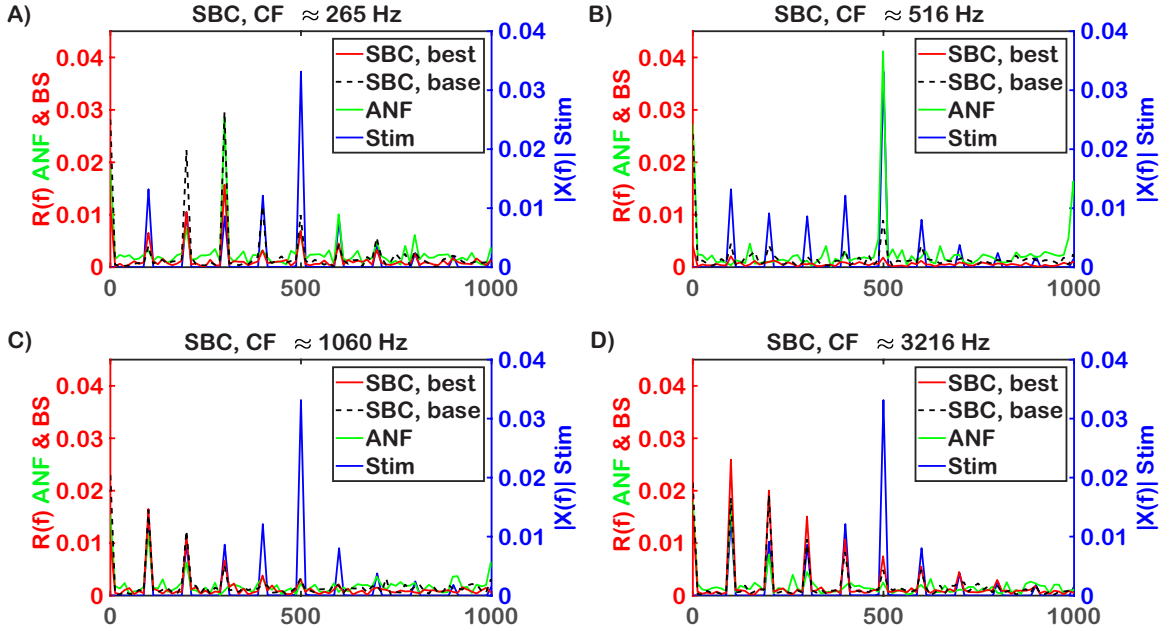 A) SBC, CF ≈ 265 Hz
R(f) ANF & BS
0.04
0.03
0.02
0.01
0
SBC, best
SBC, base
ANF
Stim
0.04
0.03
0.02
0.01
0
|X(f)| Stim
0 500 1000
B) SBC, CF ≈ 516 Hz
R(f) ANF & BS
0.04
0.03
0.02
0.01
0
SBC, best
SBC, base
ANF
Stim
0.04
0.03
0.02
0.01
0
|X(f)| Stim
0 500 1000
C) SBC, CF ≈ 1060 Hz
R(f) ANF & BS
0.04
0.03
0.02
0.01
0
SBC, best
SBC, base
ANF
Stim
0.04
0.03
0.02
0.01
0
|X(f)| Stim
0 500 1000
D) SBC, CF ≈ 3216 Hz
R(f) ANF & BS
0.04
0.03
0.02
0.01
0
SBC, best
SBC, base
ANF
Stim
0.04
0.03
0.02
0.01
0
|X(f)| Stim
0 500 1000